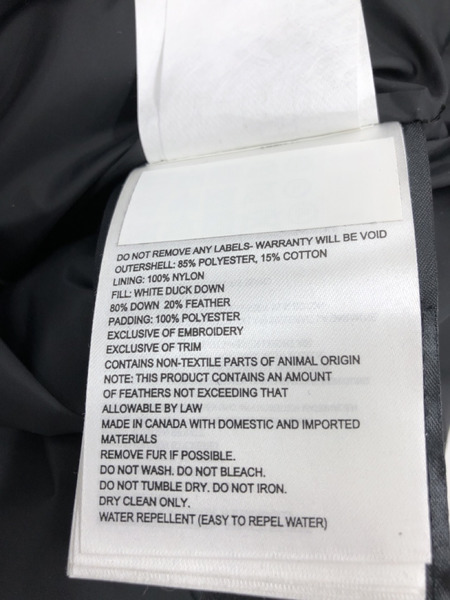 DO NOT REMOVE ANY LABELS- WARRANTY WILL BE VOID
OUTERSHELL: 85% POLYESTER, 15% COTTON
LINING: 100% NYLON
FILL: WHITE DUCK DOWN
80% DOWN 20% FEATHER
PADDING: 100% POLYESTER
EXCLUSIVE OF EMBROIDERY
EXCLUSIVE OF TRIM
CONTAINS NON-TEXTILE PARTS OF ANIMAL ORIGIN
NOTE: THIS PRODUCT CONTAINS AN AMOUNT
OF FEATHERS NOT EXCEEDING THAT
ALLOWABLE BY LAW
MADE IN CANADA WITH DOMESTIC AND IMPORTED
MATERIALS
REMOVE FUR IF POSSIBLE.
DO NOT WASH. DO NOT BLEACH.
DO NOT TUMBLE DRY. DO NOT IRON.
DRY CLEAN ONLY.
WATER REPELLENT (EASY TO REPEL WATER)